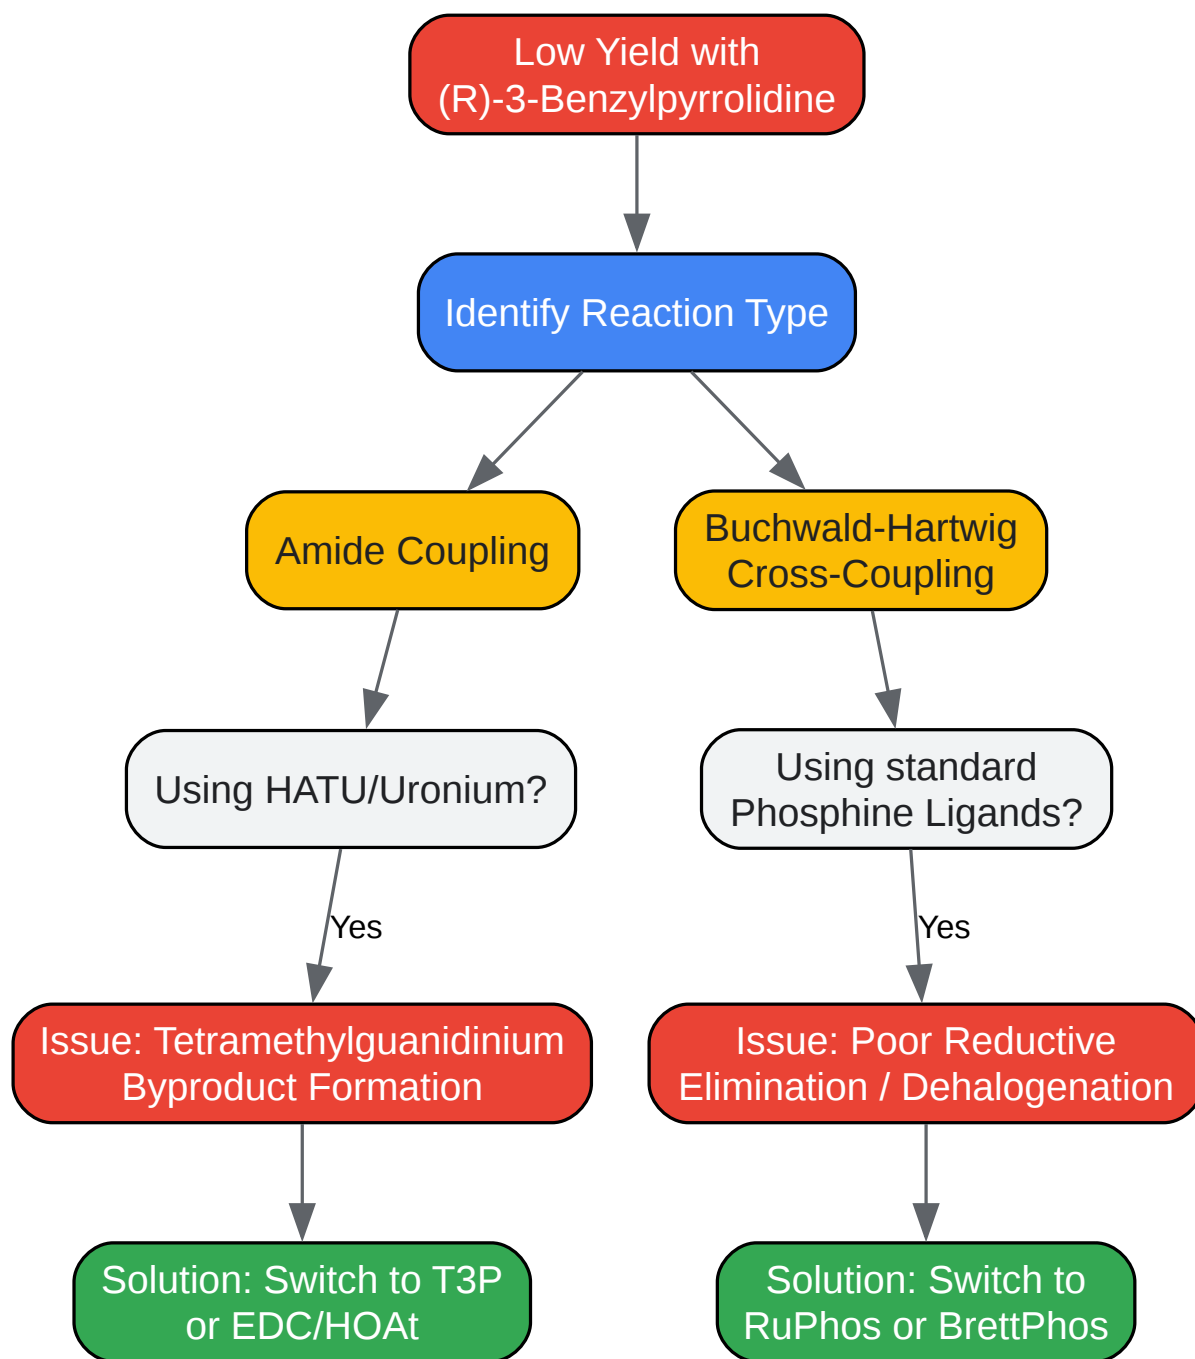 Low Yield with
(R)-3-Benzylpyrrolidine
Identify Reaction Type
Amide Coupling
Buchwald-Hartwig
Cross-Coupling
Using HATU/Uronium?
Using standard
Phosphine Ligands?
Yes
Yes
Issue: Tetramethylguanidinium
Byproduct Formation
Issue: Poor Reductive
Elimination / Dehalogenation
Solution: Switch to T3P
or EDC/HOAt
Solution: Switch to
RuPhos or BrettPhos